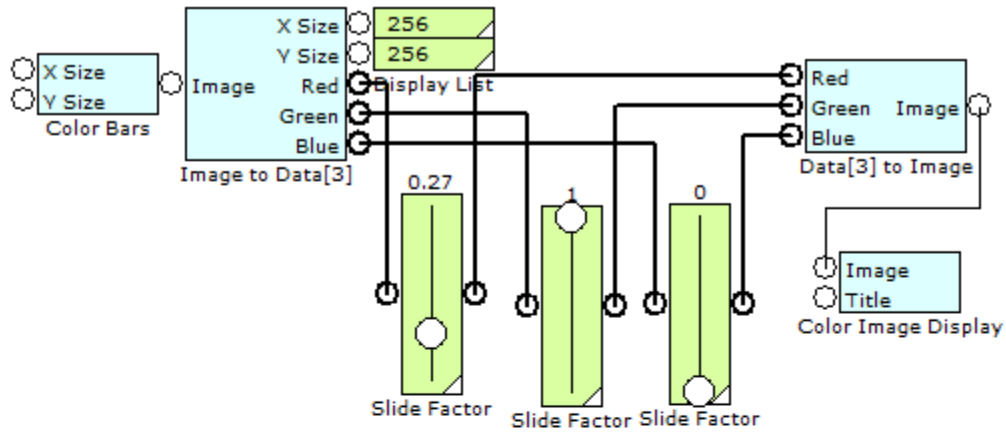 X Size
Y Size
Color Bars
Image
X Size
Y Size
Red
Green
Blue
Image to Data[3]
256
256
Display List
0.27
Slide Factor
1
Slide Factor
0
Slide Factor
Red
Green
Blue
Image
Data[3] to Image
Image
Title
Color Image Display